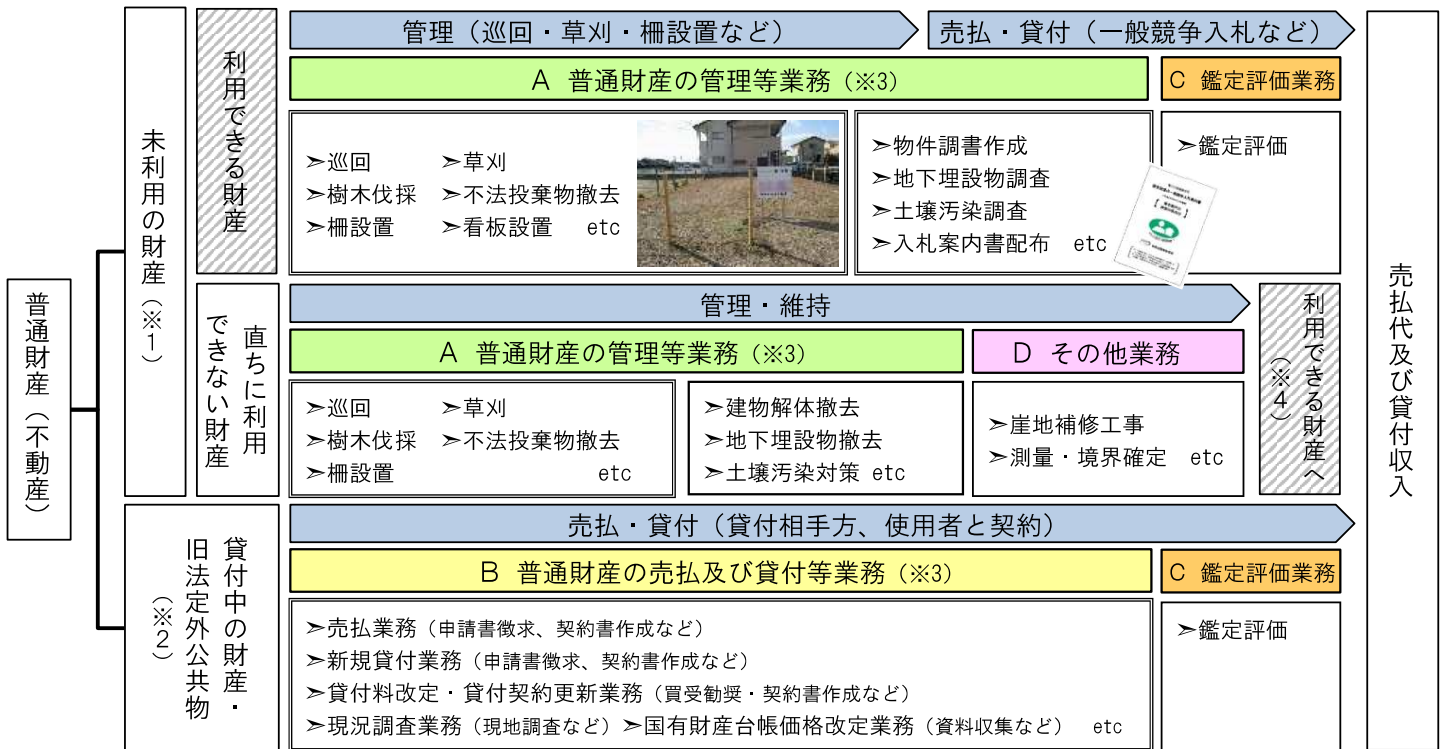 普通財産（不動産）
未利用の財産（※1）
利用できる財産
管理（巡回・草刈・柵設置など）
売払・貸付（一般競争入札など）
A 普通財産の管理等業務（※3）
C 鑑定評価業務
➣巡回 ➣草刈
➣樹木伐採 ➣不法投棄物撤去
➣柵設置 ➣看板設置 etc
➣物件調書作成
➣地下埋設物調査
➣土壌汚染調査
➣入札案内書配布 etc
➣鑑定評価
直ちに利用
できない財産
管理・維持
A 普通財産の管理等業務（※3）
D その他業務
➣巡回 ➣草刈
➣樹木伐採 ➣不法投棄物撤去
➣柵設置 etc
➣建物解体撤去
➣地下埋設物撤去
➣土壌汚染対策 etc
➣崖地補修工事
➣測量・境界確定 etc
利用できる財産へ
（※4）
貸付中の財産・
旧法定外公共物
（※2）
売払・貸付（貸付相手方、使用者と契約）
B 普通財産の売払及び貸付等業務（※3）
C 鑑定評価業務
➣売払業務（申請書徴求、契約書作成など）
➣新規貸付業務（申請書徴求、契約書作成など）
➣貸付料改定・貸付契約更新業務（買受勧奨・契約書作成など）
➣現況調査業務（現地調査など）➣国有財産台帳価格改定業務（資料収集など） etc
➣鑑定評価
売払代及び貸付収入